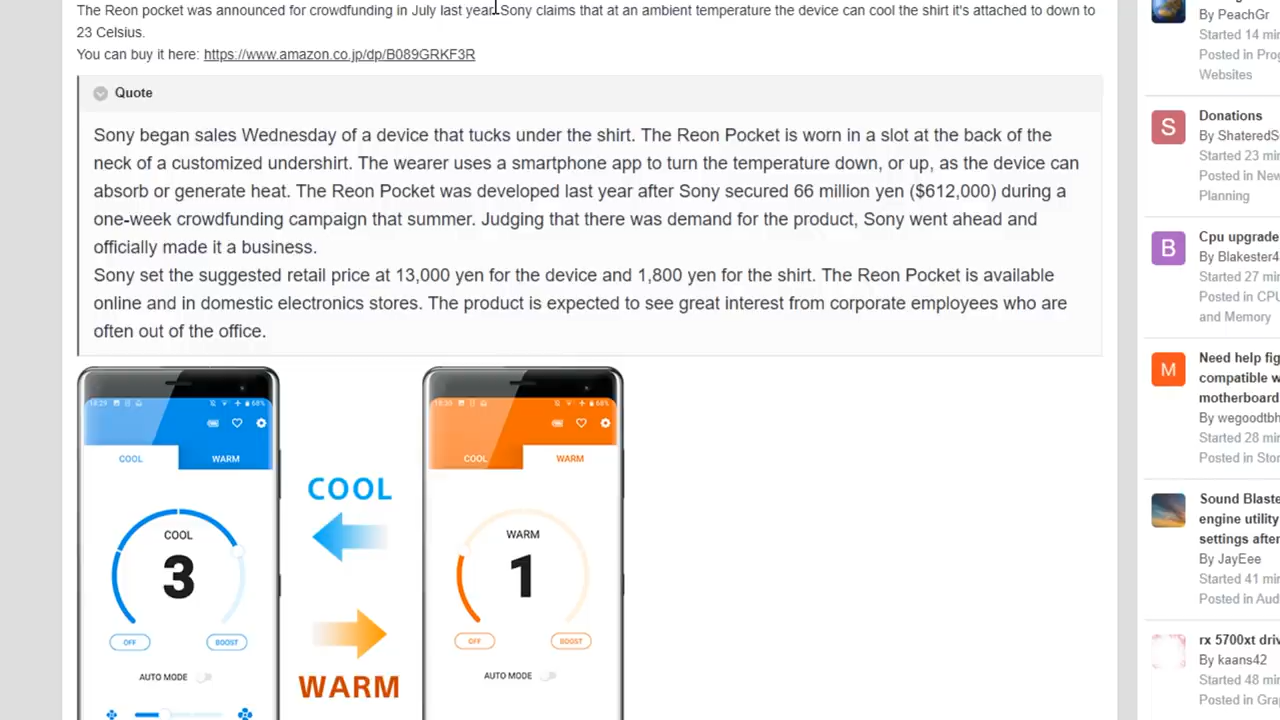 The Reon pocket was announced for crowdfunding in July last year. Sony claims that at an ambient temperature the device can cool the shirt it's attached to down to
23 Celsius.
You can buy it here: https://www.amazon.co.jp/dp/B089GRKF3R
Quote
Sony began sales Wednesday of a device that tucks under the shirt. The Reon Pocket is worn in a slot at the back of the
neck of a customized undershirt. The wearer uses a smartphone app to turn the temperature down, or up, as the device can
absorb or generate heat. The Reon Pocket was developed last year after Sony secured 66 million yen ($612,000) during a
one-week crowdfunding campaign that summer. Judging that there was demand for the product, Sony went ahead and
officially made it a business.
Sony set the suggested retail price at 13,000 yen for the device and 1,800 yen for the shirt. The Reon Pocket is available
online and in domestic electronics stores. The product is expected to see great interest from corporate employees who are
often out of the office.
68%
COOL WARM
COOL
3
OFF BOOST
AUTO MODE
COOL
WARM
68%
COOL WARM
WARM
1
OFF BOOST
AUTO MODE
By PeachGr
Started 14 min
Posted in Prog
Websites
S
Donations
By ShateredS
Started 23 min
Posted in New
Planning
B
Cpu upgrade
By Blakester4
Started 27 min
Posted in CPU
and Memory
M
Need help fig
compatible w
motherboard
By wegoodtbh
Started 28 min
Posted in Stor
Sound Blaste
engine utility
settings after
By JayEee
Started 41 min
Posted in Aud
rx 5700xt driv
By kaans42
Started 48 min
Posted in Grap